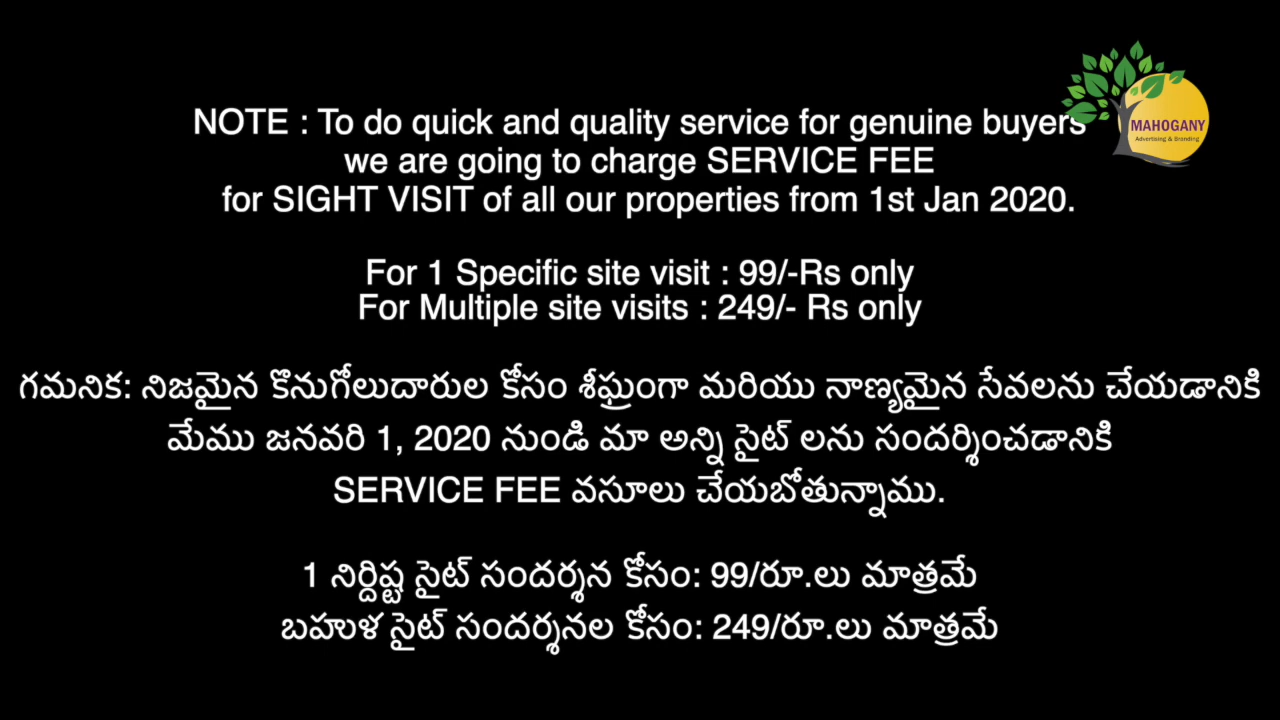 NOTE : To do quick and quality service for genuine buyers
we are going to charge SERVICE FEE
for SIGHT VISIT of all our properties from 1st Jan 2020.
MAHOGANY
Advertising & Branding
For 1 Specific site visit : 99/-Rs only
For Multiple site visits : 249/- Rs only
గమనిక: నిజమైన కొనుగోలుదారుల కోసం శీఘ్రంగా మరియు నాణ్యమైన సేవలను చేయడానికి
మేము జనవరి 1, 2020 నుండి మా అన్ని సైట్ లను సందర్శించడానికి
SERVICE FEE వసూలు చేయబోతున్నాము.
1 నిర్దిష్ట సైట్ సందర్శన కోసం: 99/రూ.లు మాత్రమే
బహుళ సైట్ సందర్శనల కోసం: 249/రూ.లు మాత్రమే